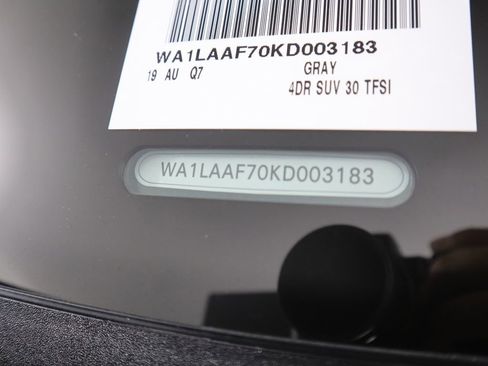 WA1LAAF70KD003183
19 AU Q7 GRAY
4DR SUV 30 TFSI
WA1LAAF70KD003183